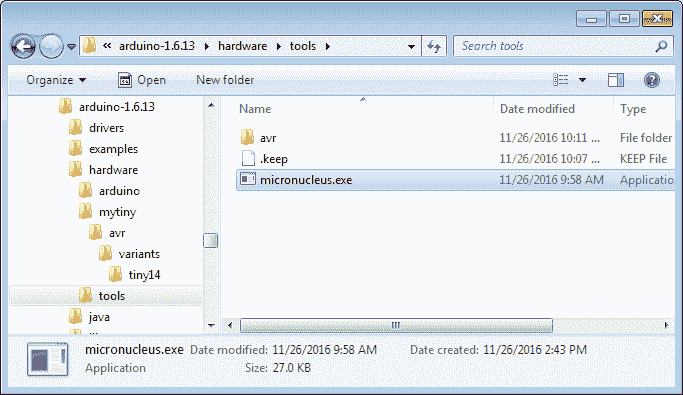 « arduino-1.6.13 ▸ hardware ▸ tools ▸
Search tools
Organize Open New folder
arduino-1.6.13
drivers
examples
hardware
arduino
mytiny
avr
variants
tiny14
tools
java
Name Date modified Type
avr 11/26/2016 10:11 ... File folder
.keep 11/26/2016 10:07 ... KEEP File
micronucleus.exe 11/26/2016 9:58 AM Applicatio
micronucleus.exe Date modified: 11/26/2016 9:58 AM Date created: 11/26/2016 2:43 PM
Application Size: 27.0 KB